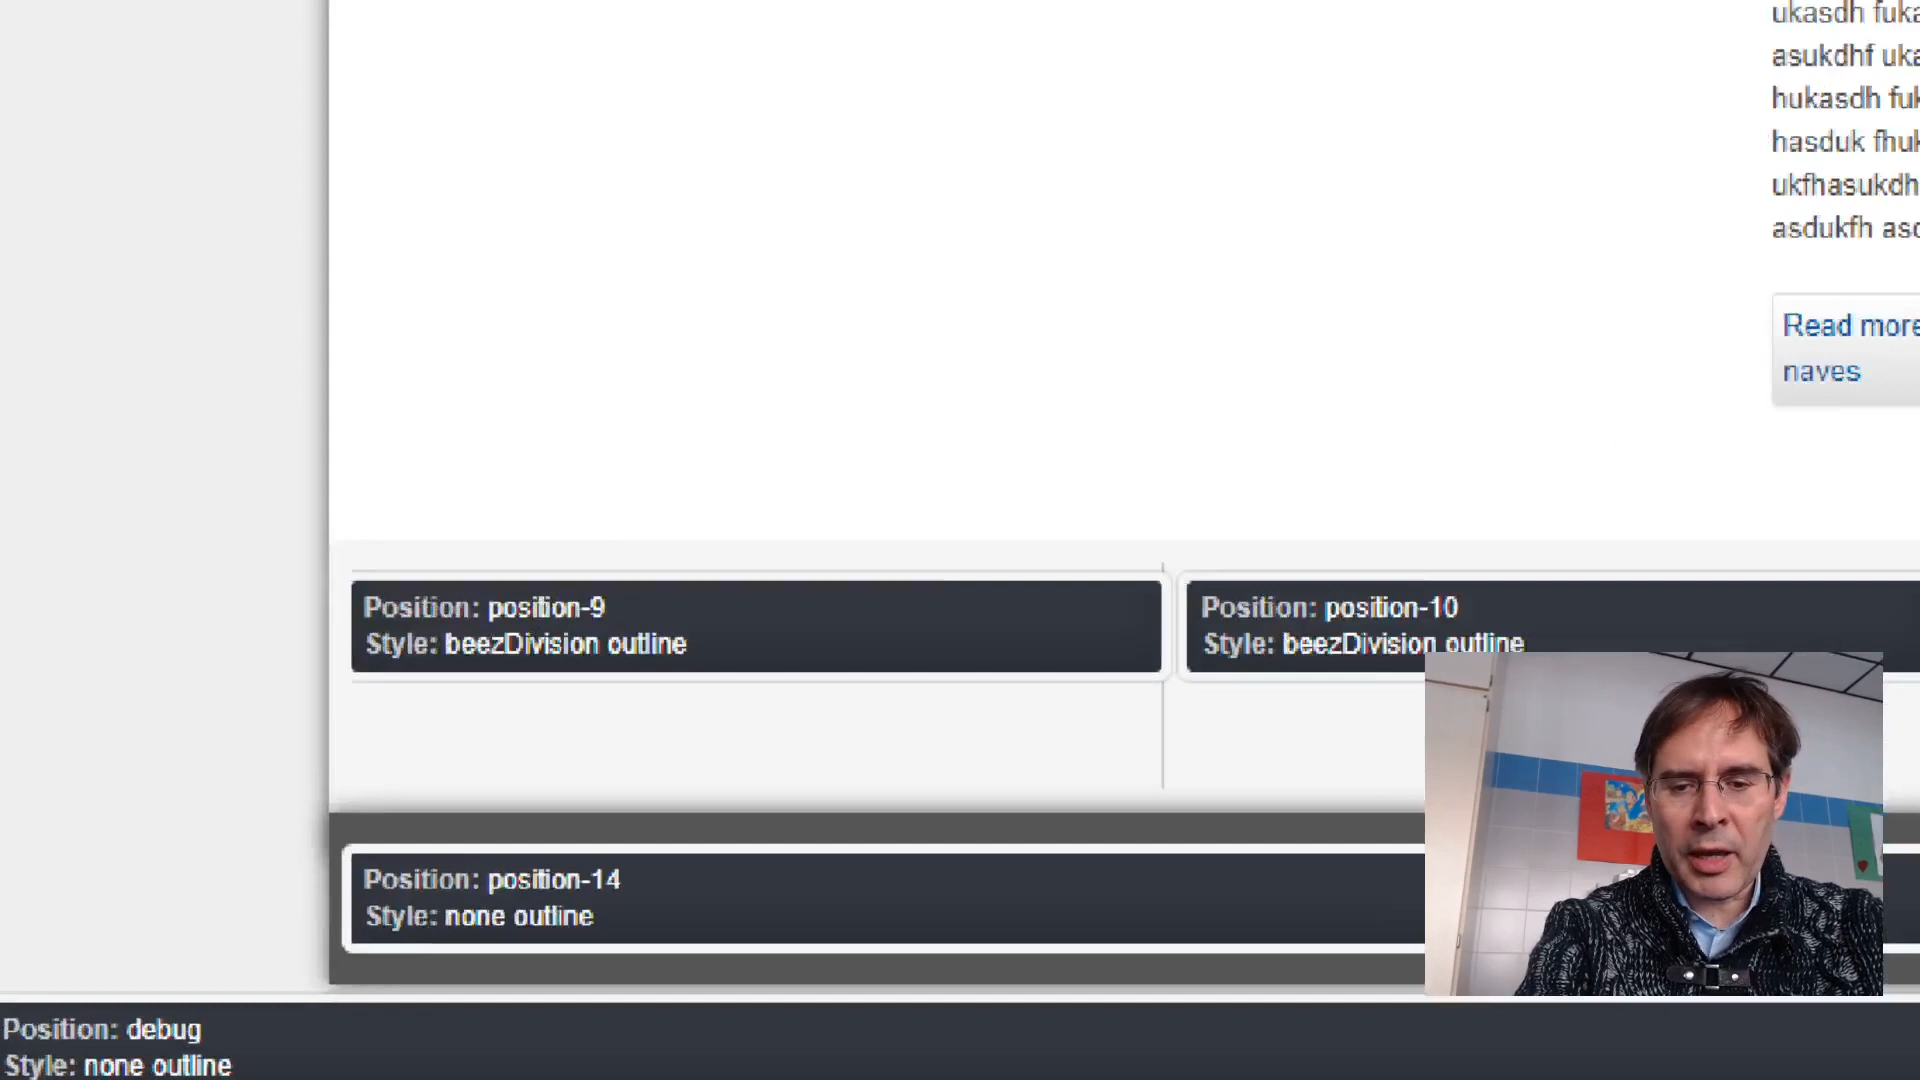 ukasdh
asukdhf
hukasdh
hasduk
ukfhasukdh
asdukfh
Read more
naves
Position: position-9
Style: beezDivision outline
Position: position-10
Style: beezDivision outline
Position: position-14
Style: none outline
Position: debug
Style: none outline